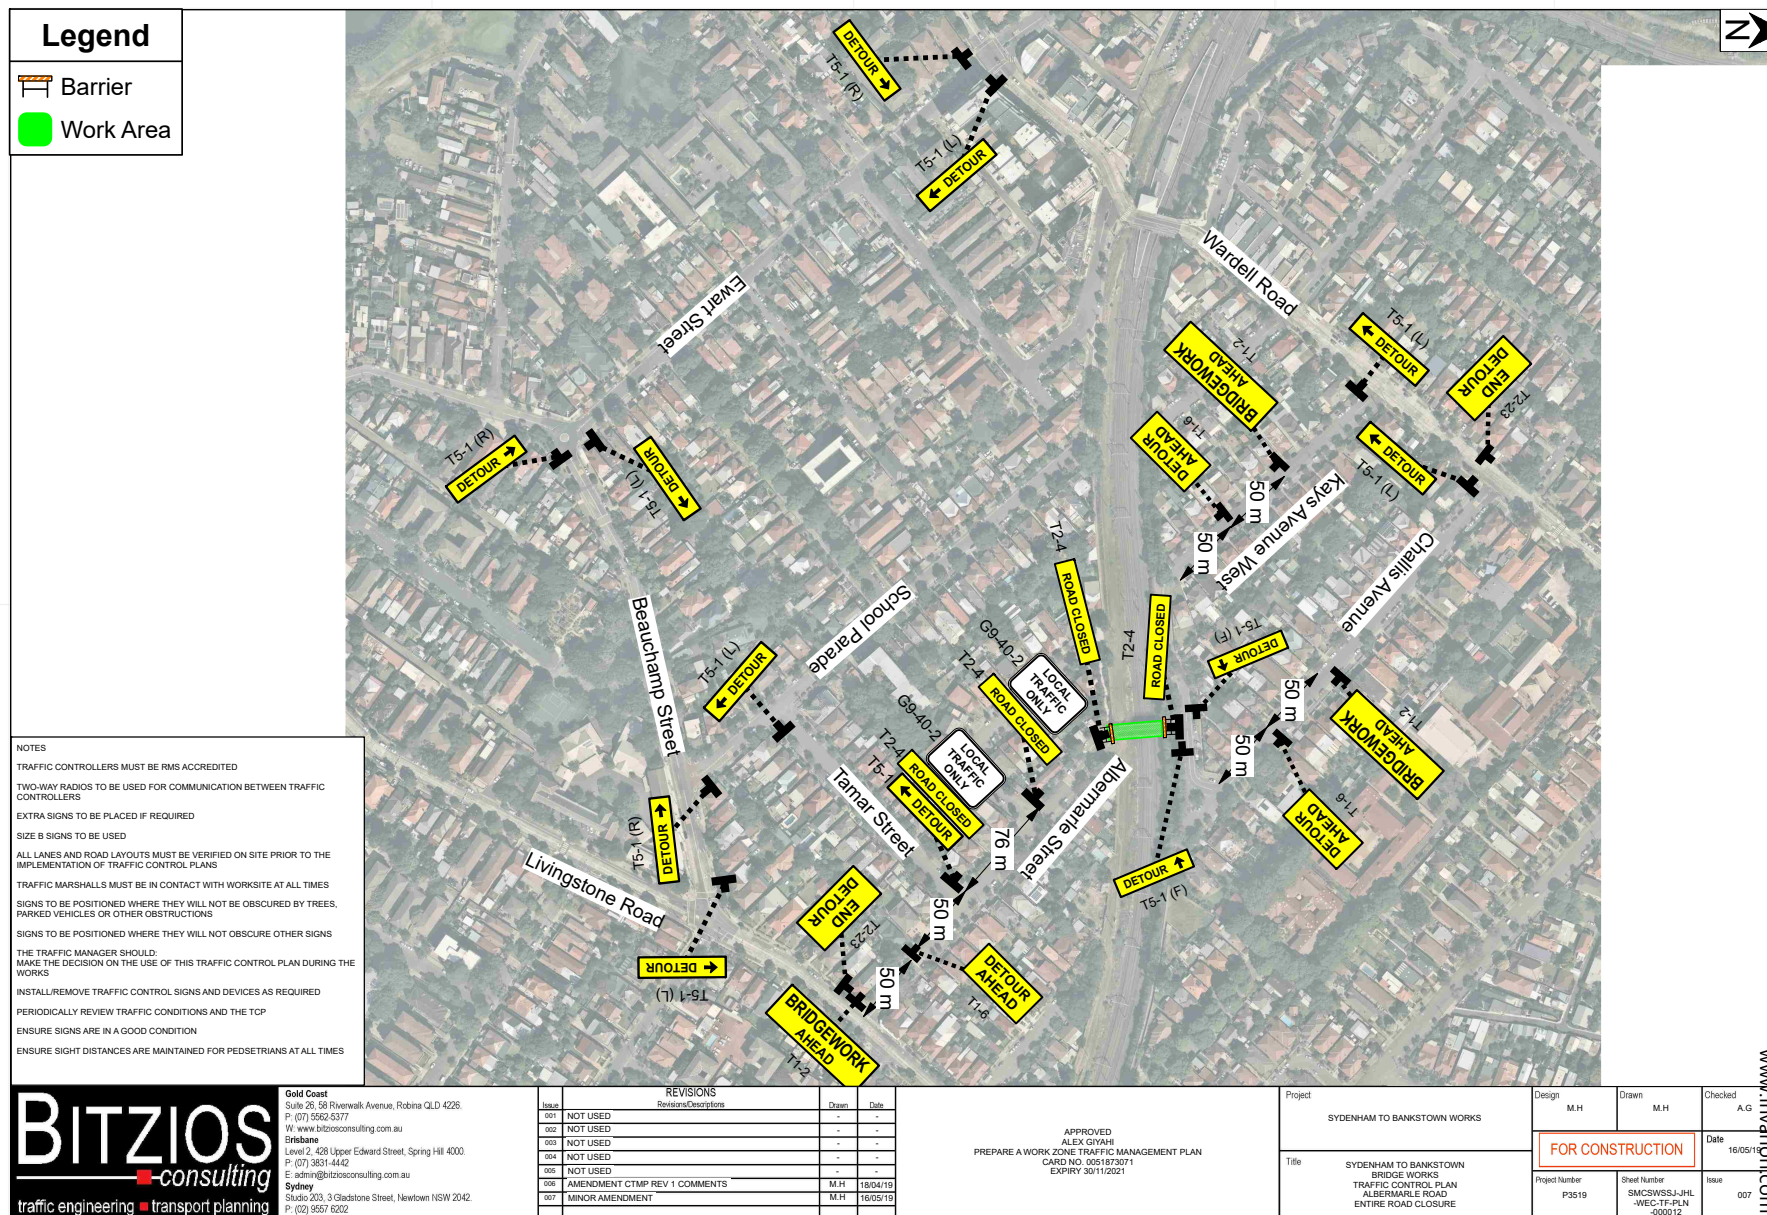 Legend
Barrier
Work Area
N
DETOUR
T5-1 (R)
T5-1 (L)
DETOUR
Wardell Road
Ewart Street
T5-1 (L)
DETOUR
T1-2
BRIDGEWORK
AHEAD
END
DETOUR
T2-23
T1-6
DETOUR
AHEAD
DETOUR
T5-1 (L)
50 m
50 m
Kays Avenue West
Challis Avenue
T5-1 (R)
DETOUR
DETOUR
T5-1 (L)
T2-4
ROAD CLOSED
T2-4
ROAD CLOSED
T5-1 (F)
DETOUR
School Parade
Beauchamp Street
T5-1 (L)
DETOUR
G9-40-2
T2-4
LOCAL
TRAFFIC
ONLY
ROAD CLOSED
G9-40-2
T2-4
T5-1
LOCAL
TRAFFIC
ONLY
ROAD CLOSED
DETOUR
50 m
50 m
T1-2
BRIDGEWORK
AHEAD
T1-6
DETOUR
AHEAD
Tamar Street
Albermarle Street
76 m
DETOUR
T5-1 (F)
T5-1 (R)
DETOUR
Livingstone Road
END
DETOUR
T2-23
50 m
50 m
DETOUR
AHEAD
T1-6
DETOUR
T5-1 (L)
BRIDGEWORK
AHEAD
T1-2
NOTES
TRAFFIC CONTROLLERS MUST BE RMS ACCREDITED
TWO-WAY RADIOS TO BE USED FOR COMMUNICATION BETWEEN TRAFFIC
CONTROLLERS
EXTRA SIGNS TO BE PLACED IF REQUIRED
SIZE B SIGNS TO BE USED
ALL LANES AND ROAD LAYOUTS MUST BE VERIFIED ON SITE PRIOR TO THE
IMPLEMENTATION OF TRAFFIC CONTROL PLANS
TRAFFIC MARSHALLS MUST BE IN CONTACT WITH WORKSITE AT ALL TIMES
SIGNS TO BE POSITIONED WHERE THEY WILL NOT BE OBSCURED BY TREES,
PARKED VEHICLES OR OTHER OBSTRUCTIONS
SIGNS TO BE POSITIONED WHERE THEY WILL NOT OBSCURE OTHER SIGNS
THE TRAFFIC MANAGER SHOULD:
MAKE THE DECISION ON THE USE OF THIS TRAFFIC CONTROL PLAN DURING THE
WORKS
INSTALL/REMOVE TRAFFIC CONTROL SIGNS AND DEVICES AS REQUIRED
PERIODICALLY REVIEW TRAFFIC CONDITIONS AND THE TCP
ENSURE SIGNS ARE IN A GOOD CONDITION
ENSURE SIGHT DISTANCES ARE MAINTAINED FOR PEDSETRIANS AT ALL TIMES
BITZIOS
consulting
traffic engineering transport planning
Gold Coast
Suite 26, 58 Riverwalk Avenue, Robina QLD 4226.
P: (07) 5562-5377
W: www.bitziosconsulting.com.au
Brisbane
Level 2, 428 Upper Edward Street, Spring Hill 4000.
P: (07) 3831-4442
E: admin@bitziosconsulting.com.au
Sydney
Studio 203, 3 Gladstone Street, Newtown NSW 2042.
P: (02) 9557 6202
REVISIONS
Issue Revisions/Descriptions Drawn Date
001 NOT USED - -
002 NOT USED - -
003 NOT USED - -
004 NOT USED - -
005 NOT USED - -
006 AMENDMENT CTMP REV 1 COMMENTS M.H 18/04/19
007 MINOR AMENDMENT M.H 16/05/19
APPROVED
ALEX GIYAHI
PREPARE A WORK ZONE TRAFFIC MANAGEMENT PLAN
CARD NO. 0051873071
EXPIRY 30/11/2021
Project
SYDENHAM TO BANKSTOWN WORKS
Title
SYDENHAM TO BANKSTOWN
BRIDGE WORKS
TRAFFIC CONTROL PLAN
ALBERMARLE ROAD
ENTIRE ROAD CLOSURE
Design
M.H
Drawn
M.H
Checked
A.G
FOR CONSTRUCTION
Date
16/05/19
Project Number
P3519
Sheet Number
SMCSWSSJ-JHL
-WEC-TF-PLN
-000012
Issue
007